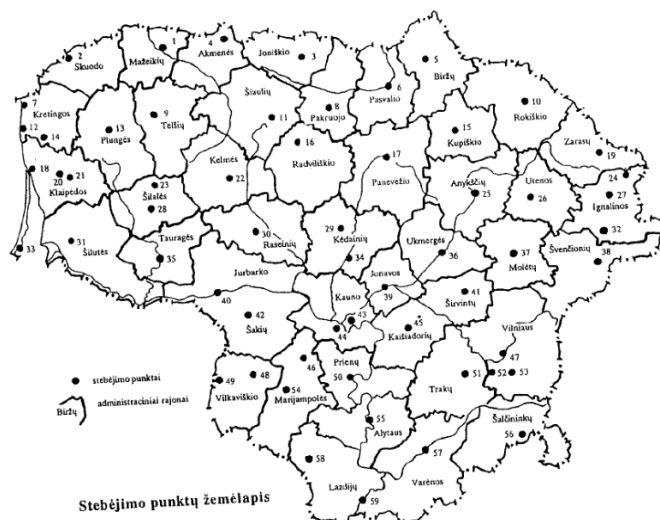 1
2
Skuodo
Mažeikių
4
Akmenės
Joniškio
3
5
Biržų
6
Pasvalio
7
Kretingos
12
14
13
Plungės
9
Telšių
Šiaulių
11
8
Pakruojo
10
Rokiškio
15
Kupiškio
16
Radviliškio
17
Panevėžio
Zarasų
19
18
20
21
Klaipėdos
Kelmės
22
23
Šilalės
28
Anykščių
25
Utenos
26
24
27
Ignalinos
32
33
31
Šilutės
Tauragės
35
30
Raseinių
29
Kėdainių
34
Ukmergės
36
37
Molėtų
Švenčionių
38
Jurbarko
40
Jonavos
39
Kauno
43
44
41
Širvintų
42
Šakių
45
Kaišiadorių
Vilniaus
47
46
Prienų
50
51
52
53
Trakų
49
48
Vilkaviškio
54
Marijampolės
55
Alytaus
Šalčininkų
56
57
58
Lazdijų
59
Varėnos
stebėjimo punktai
Biržų
administraciniai rajonai
Stebėjimo punktų žemėlapis